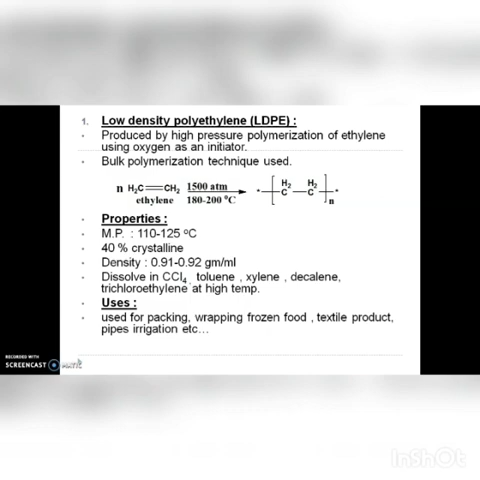 1. Low density polyethylene (LDPE) :
• Produced by high pressure polymerization of ethylene
using oxygen as an initiator.
• Bulk polymerization technique used.
n H₂C═CH₂ 1500 atm H₂ H₂
ethylene 180-200 ⁰C C — C n
• Properties :
• M.P. : 110-125 ⁰C
• 40 % crystalline
• Density : 0.91-0.92 gm/ml
• Dissolve in CCl₄ , toluene , xylene , decalene,
trichloroethylene at high temp.
• Uses :
• used for packing, wrapping frozen food , textile product,
pipes irrigation etc…
RECORDED WITH
SCREENCAST MATIC
InShOt